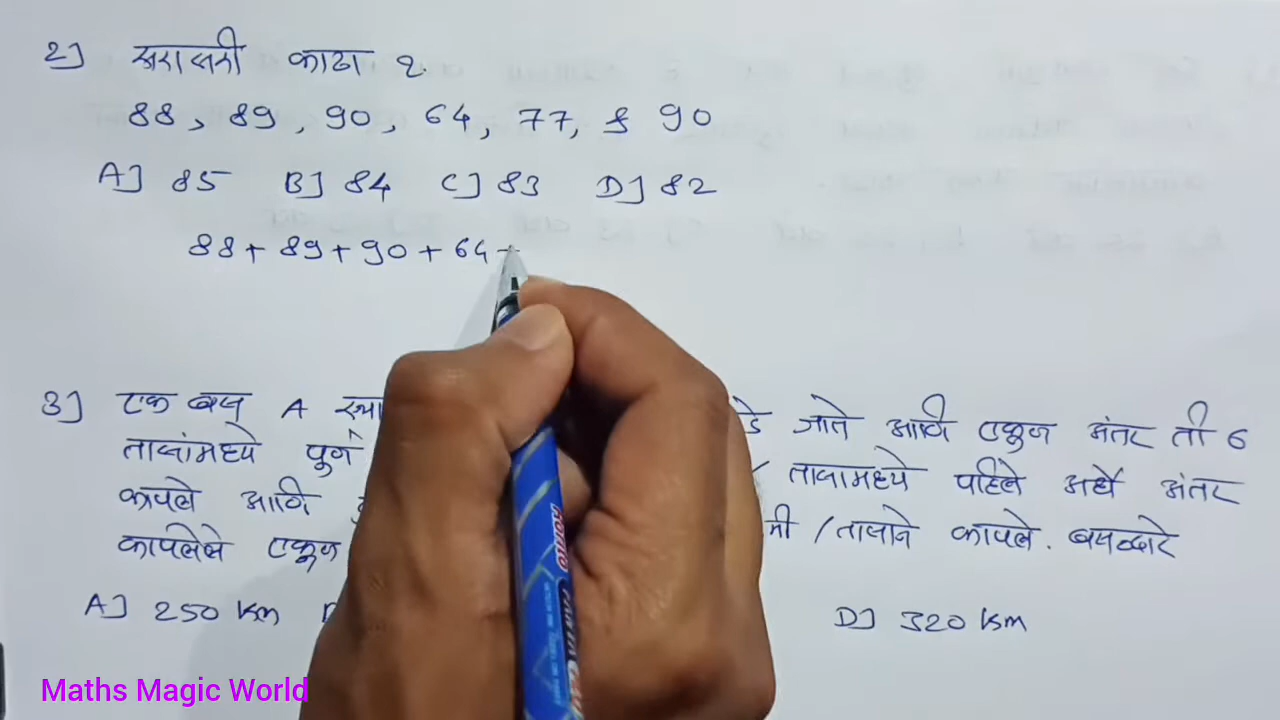 2] सरासरी काढा १
88, 89, 90, 64, 77, & 90
A] 85 B] 84 C] 83 D] 82
88 + 89 + 90 + 64 +
3] एक बस A जाते आणि एकूण अंतर ती 6
तासांमध्ये पुर्ण / तासामध्ये पहिले अर्धे अंतर
कापले आणि मी / तासाने कापले. बसद्वारे
कापलेले एकूण
A] 250 km D] 320 km
Maths Magic World